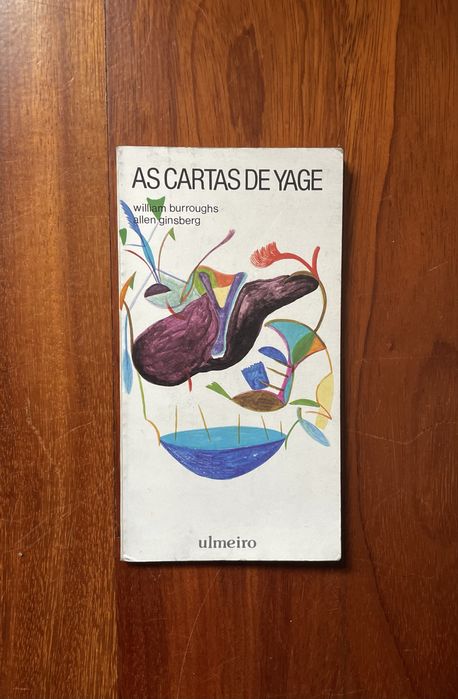 AS CARTAS DE YAGE
william burroughs
allen ginsberg
ulmeiro